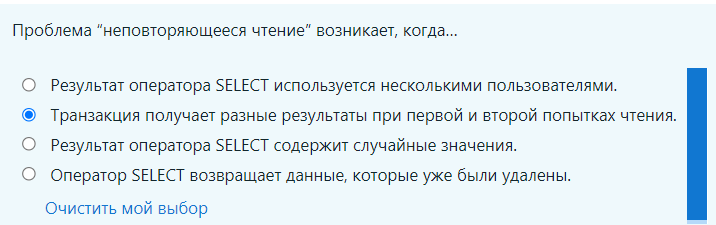 Проблема “неповторяющееся чтение” возникает, когда...
Результат оператора SELECT используется несколькими пользователями.
Транзакция получает разные результаты при первой и второй попытках чтения.
Результат оператора SELECT содержит случайные значения.
Оператор SELECT возвращает данные, которые уже были удалены.
Очистить мой выбор